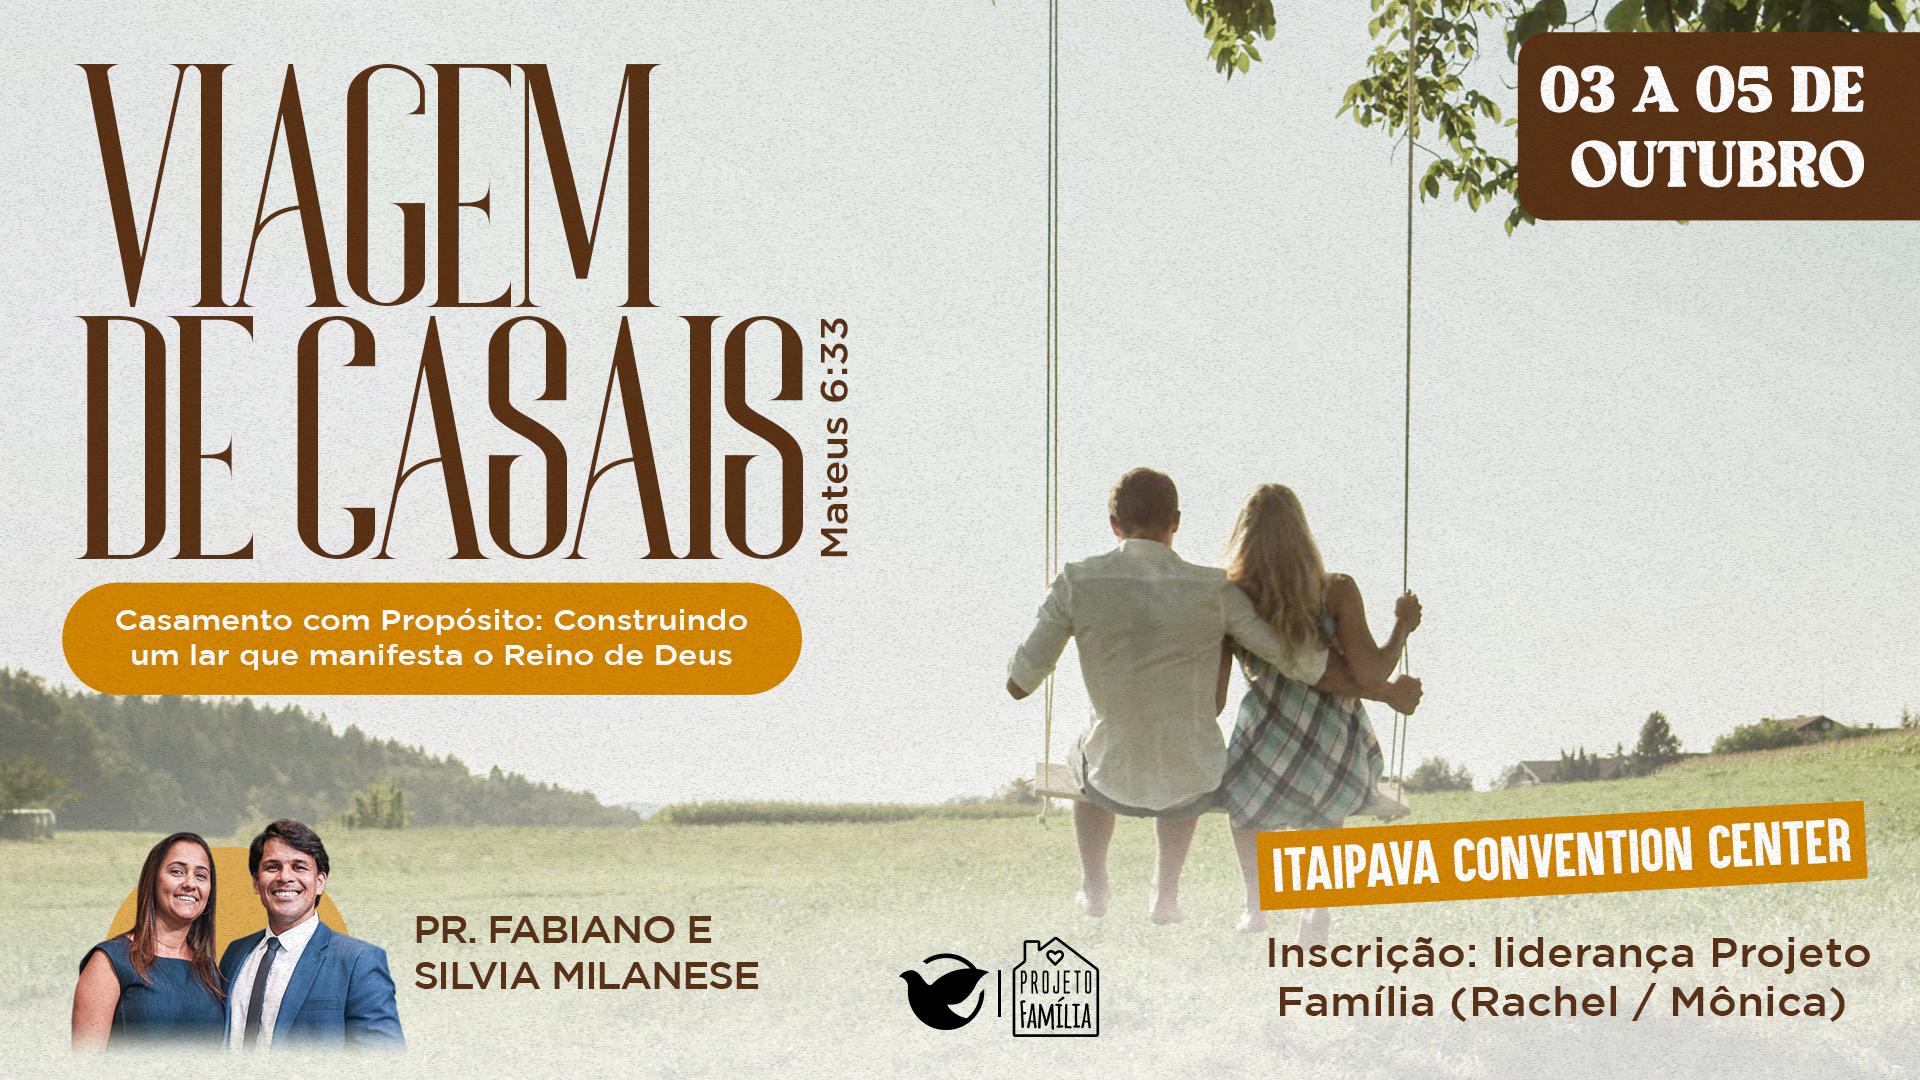 VIAGEM
DE CASAIS
Mateus 6:33
Casamento com Propósito: Construindo
um lar que manifesta o Reino de Deus
03 A 05 DE
OUTUBRO
PR. FABIANO E
SILVIA MILANESE
PROJETO
FAMÍLIA
ITAIPAVA CONVENTION CENTER
Inscrição: liderança Projeto
Família (Rachel / Mônica)